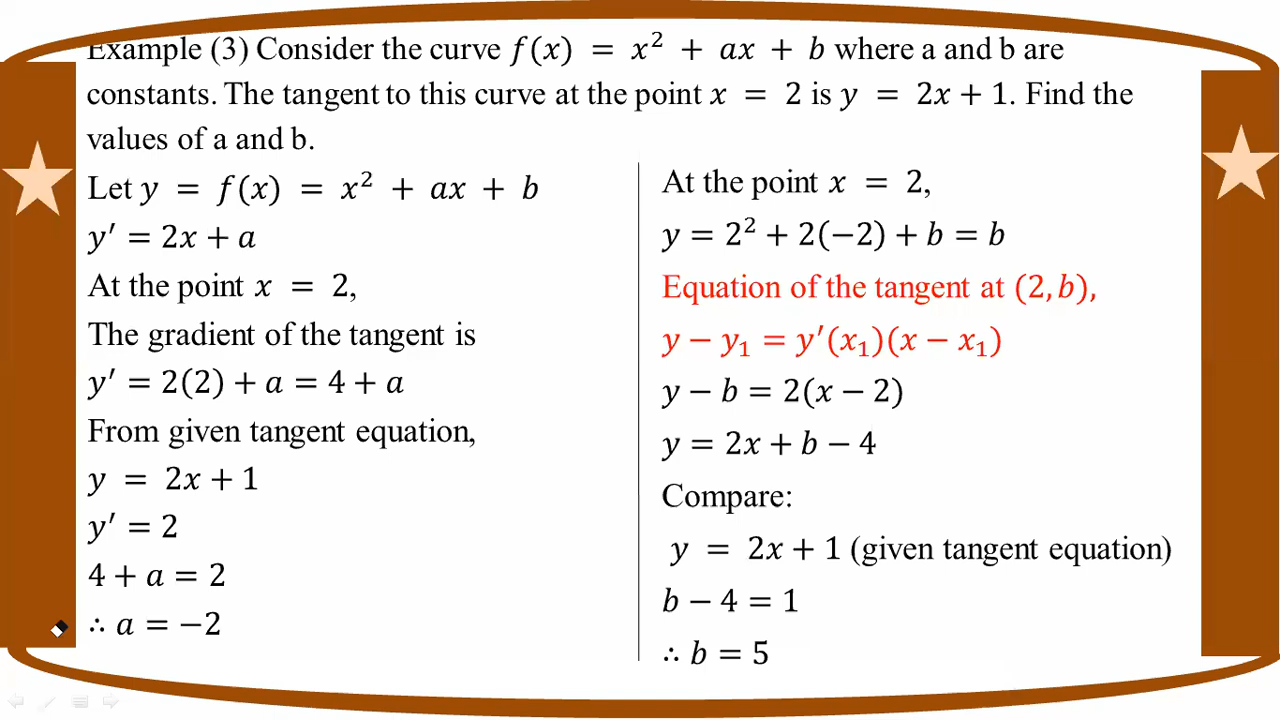 Example (3) Consider the curve f(x) = x² + ax + b where a and b are
constants. The tangent to this curve at the point x = 2 is y = 2x + 1. Find the
values of a and b.
Let y = f(x) = x² + ax + b
y′ = 2x + a
At the point x = 2,
The gradient of the tangent is
y′ = 2(2) + a = 4 + a
From given tangent equation,
y = 2x + 1
y′ = 2
4 + a = 2
∴ a = −2
At the point x = 2,
y = 2² + 2(−2) + b = b
Equation of the tangent at (2, b),
y − y₁ = y′(x₁)(x − x₁)
y − b = 2(x − 2)
y = 2x + b − 4
Compare:
y = 2x + 1 (given tangent equation)
b − 4 = 1
∴ b = 5